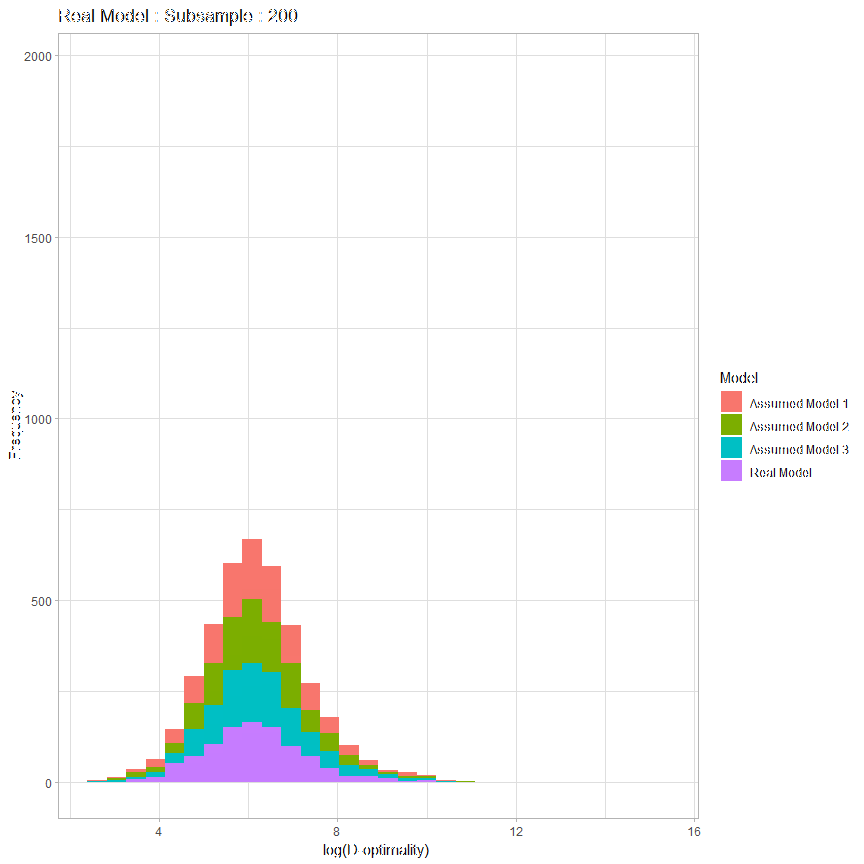 Real Model : Subsample : 200
2000
1500
1000
500
0
Frequency
4
8
12
16
log(D-optimality)
Model
Assumed Model 1
Assumed Model 2
Assumed Model 3
Real Model